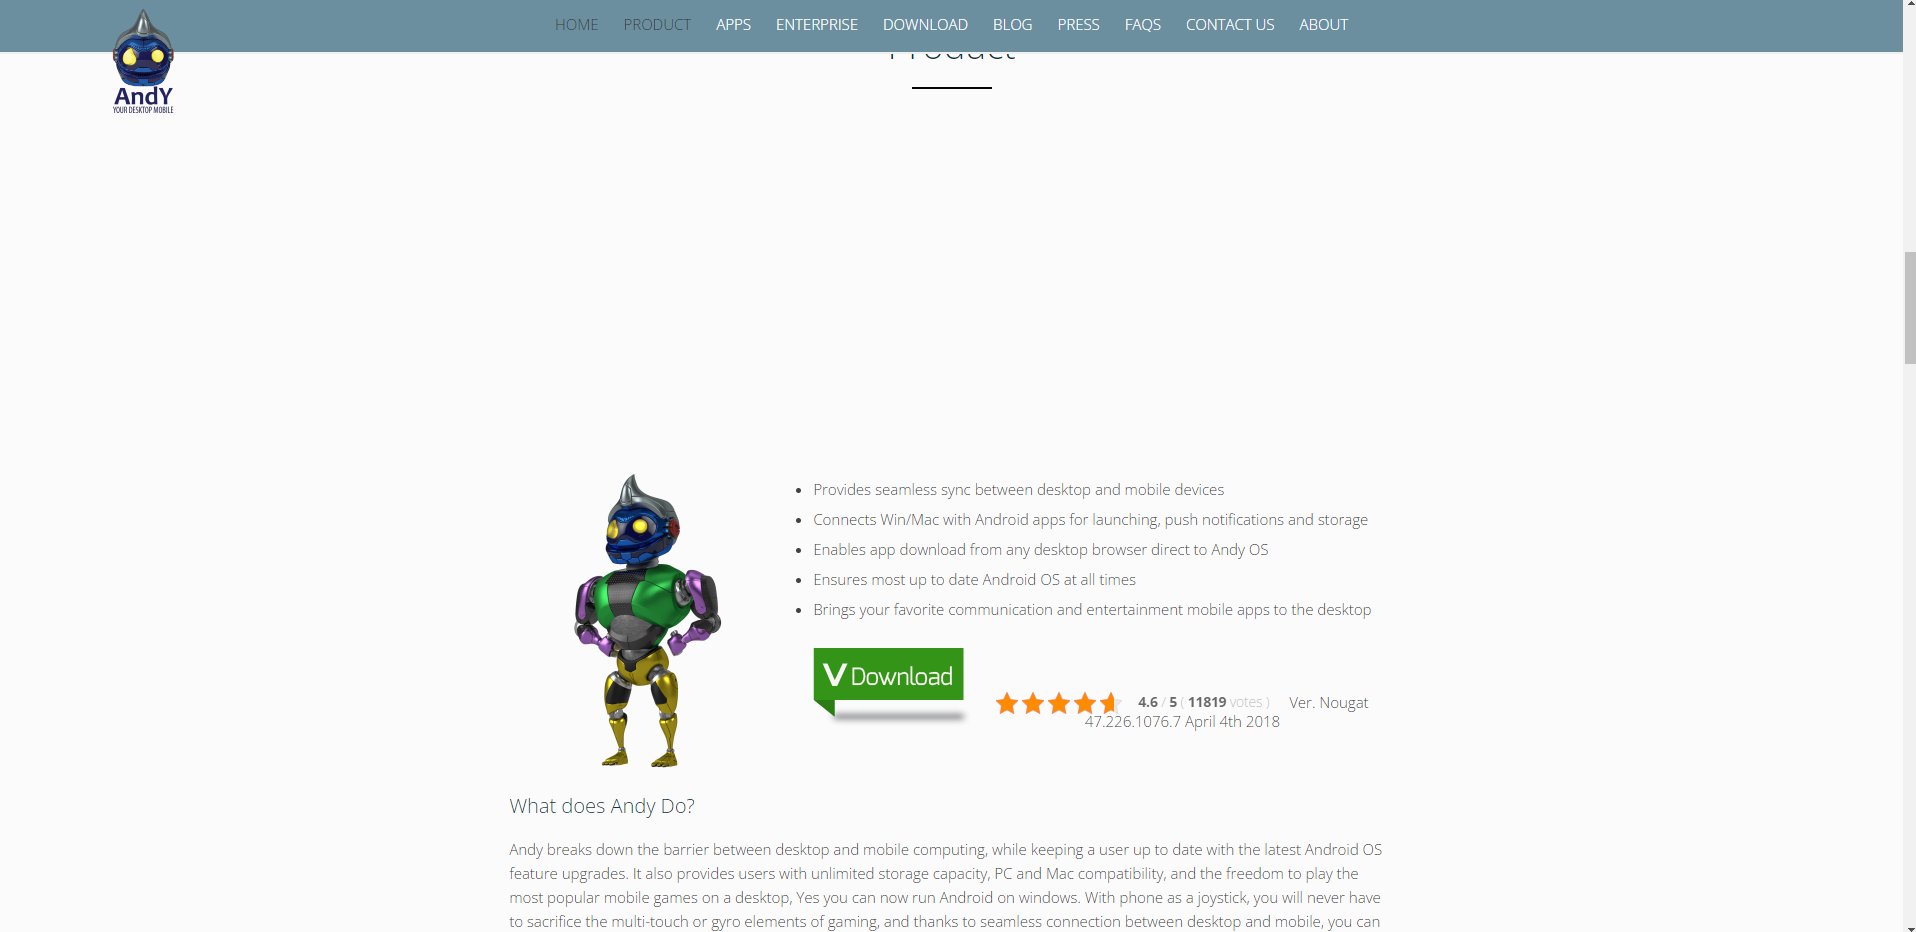 HOME PRODUCT APPS ENTERPRISE DOWNLOAD BLOG PRESS FAQS CONTACT US ABOUT
AndY
YOUR DESKTOP MOBILE
Product
Provides seamless sync between desktop and mobile devices
Connects Win/Mac with Android apps for launching, push notifications and storage
Enables app download from any desktop browser direct to Andy OS
Ensures most up to date Android OS at all times
Brings your favorite communication and entertainment mobile apps to the desktop
V Download
4.6 / 5 ( 11819 votes ) Ver. Nougat
47.226.1076.7 April 4th 2018
What does Andy Do?
Andy breaks down the barrier between desktop and mobile computing, while keeping a user up to date with the latest Android OS
feature upgrades. It also provides users with unlimited storage capacity, PC and Mac compatibility, and the freedom to play the
most popular mobile games on a desktop, Yes you can now run Android on windows. With phone as a joystick, you will never have
to sacrifice the multi-touch or gyro elements of gaming, and thanks to seamless connection between desktop and mobile, you can